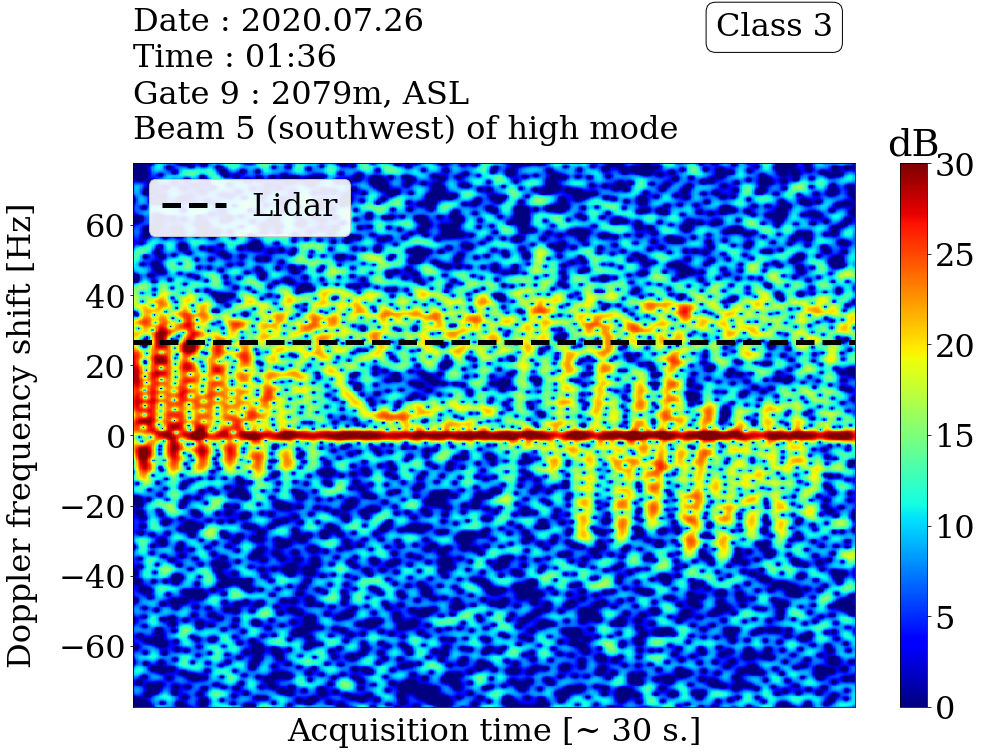 Date : 2020.07.26
Time : 01:36
Gate 9 : 2079m, ASL
Beam 5 (southwest) of high mode
Class 3
dB
Lidar
Doppler frequency shift [Hz]
60
40
20
0
−20
−40
−60
Acquisition time [~ 30 s.]
30
25
20
15
10
5
0